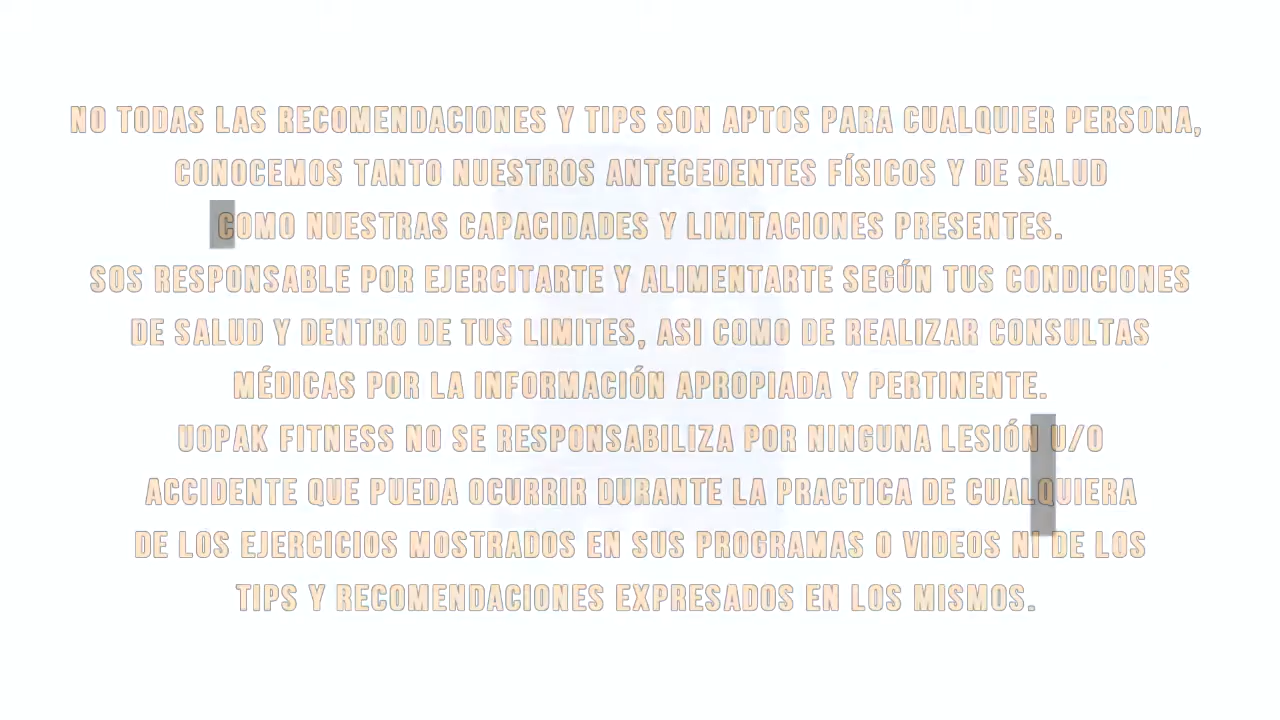 NO TODAS LAS RECOMENDACIONES Y TIPS SON APTOS PARA CUALQUIER PERSONA,
CONOCEMOS TANTO NUESTROS ANTECEDENTES FÍSICOS Y DE SALUD
COMO NUESTRAS CAPACIDADES Y LIMITACIONES PRESENTES.
SOS RESPONSABLE POR EJERCITARTE Y ALIMENTARTE SEGÚN TUS CONDICIONES
DE SALUD Y DENTRO DE TUS LIMITES, ASI COMO DE REALIZAR CONSULTAS
MÉDICAS POR LA INFORMACIÓN APROPIADA Y PERTINENTE.
UOPAK FITNESS NO SE RESPONSABILIZA POR NINGUNA LESIÓN U/O
ACCIDENTE QUE PUEDA OCURRIR DURANTE LA PRACTICA DE CUALQUIERA
DE LOS EJERCICIOS MOSTRADOS EN SUS PROGRAMAS O VIDEOS NI DE LOS
TIPS Y RECOMENDACIONES EXPRESADOS EN LOS MISMOS.